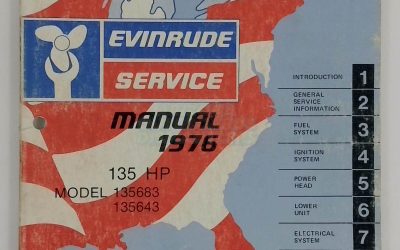 EVINRUDE
SERVICE
MANUAL
1976
135 HP
MODEL 135683
135643
INTRODUCTION 1
GENERAL
SERVICE
INFORMATION 2
FUEL
SYSTEM 3
IGNITION
SYSTEM 4
POWER
HEAD 5
LOWER
UNIT 6
ELECTRICAL
SYSTEM 7